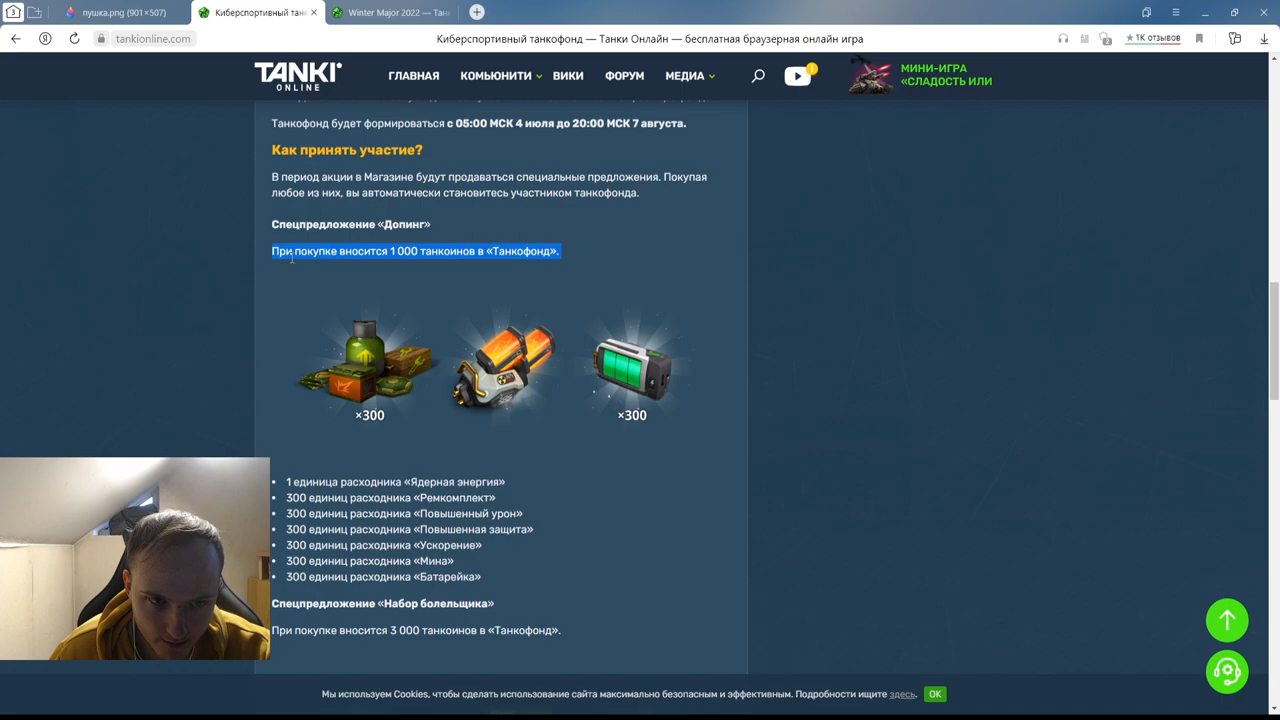 3
пушка.png (901×507)
Киберспортивный тан
Winter Major 2022 — Тан
tankionline.com
Киберспортивный танкофонд — Танки Онлайн — бесплатная браузерная онлайн игра
2
★ 1K отзывов
TANKI
ONLINE
ГЛАВНАЯ
КОМЬЮНИТИ
ВИКИ
ФОРУМ
МЕДИА
МИНИ-ИГРА
«СЛАДОСТЬ ИЛИ
Танкофонд будет формироваться с 05:00 МСК 4 июля до 20:00 МСК 7 августа.
Как принять участие?
В период акции в Магазине будут продаваться специальные предложения. Покупая
любое из них, вы автоматически становитесь участником танкофонда.
Спецпредложение «Допинг»
При покупке вносится 1 000 танкоинов в «Танкофонд».
×300
×300
• 1 единица расходника «Ядерная энергия»
• 300 единиц расходника «Ремкомплект»
• 300 единиц расходника «Повышенный урон»
• 300 единиц расходника «Повышенная защита»
• 300 единиц расходника «Ускорение»
• 300 единиц расходника «Мина»
• 300 единиц расходника «Батарейка»
Спецпредложение «Набор болельщика»
При покупке вносится 3 000 танкоинов в «Танкофонд».
Мы используем Cookies, чтобы сделать использование сайта максимально безопасным и эффективным. Подробности ищите здесь.
OK